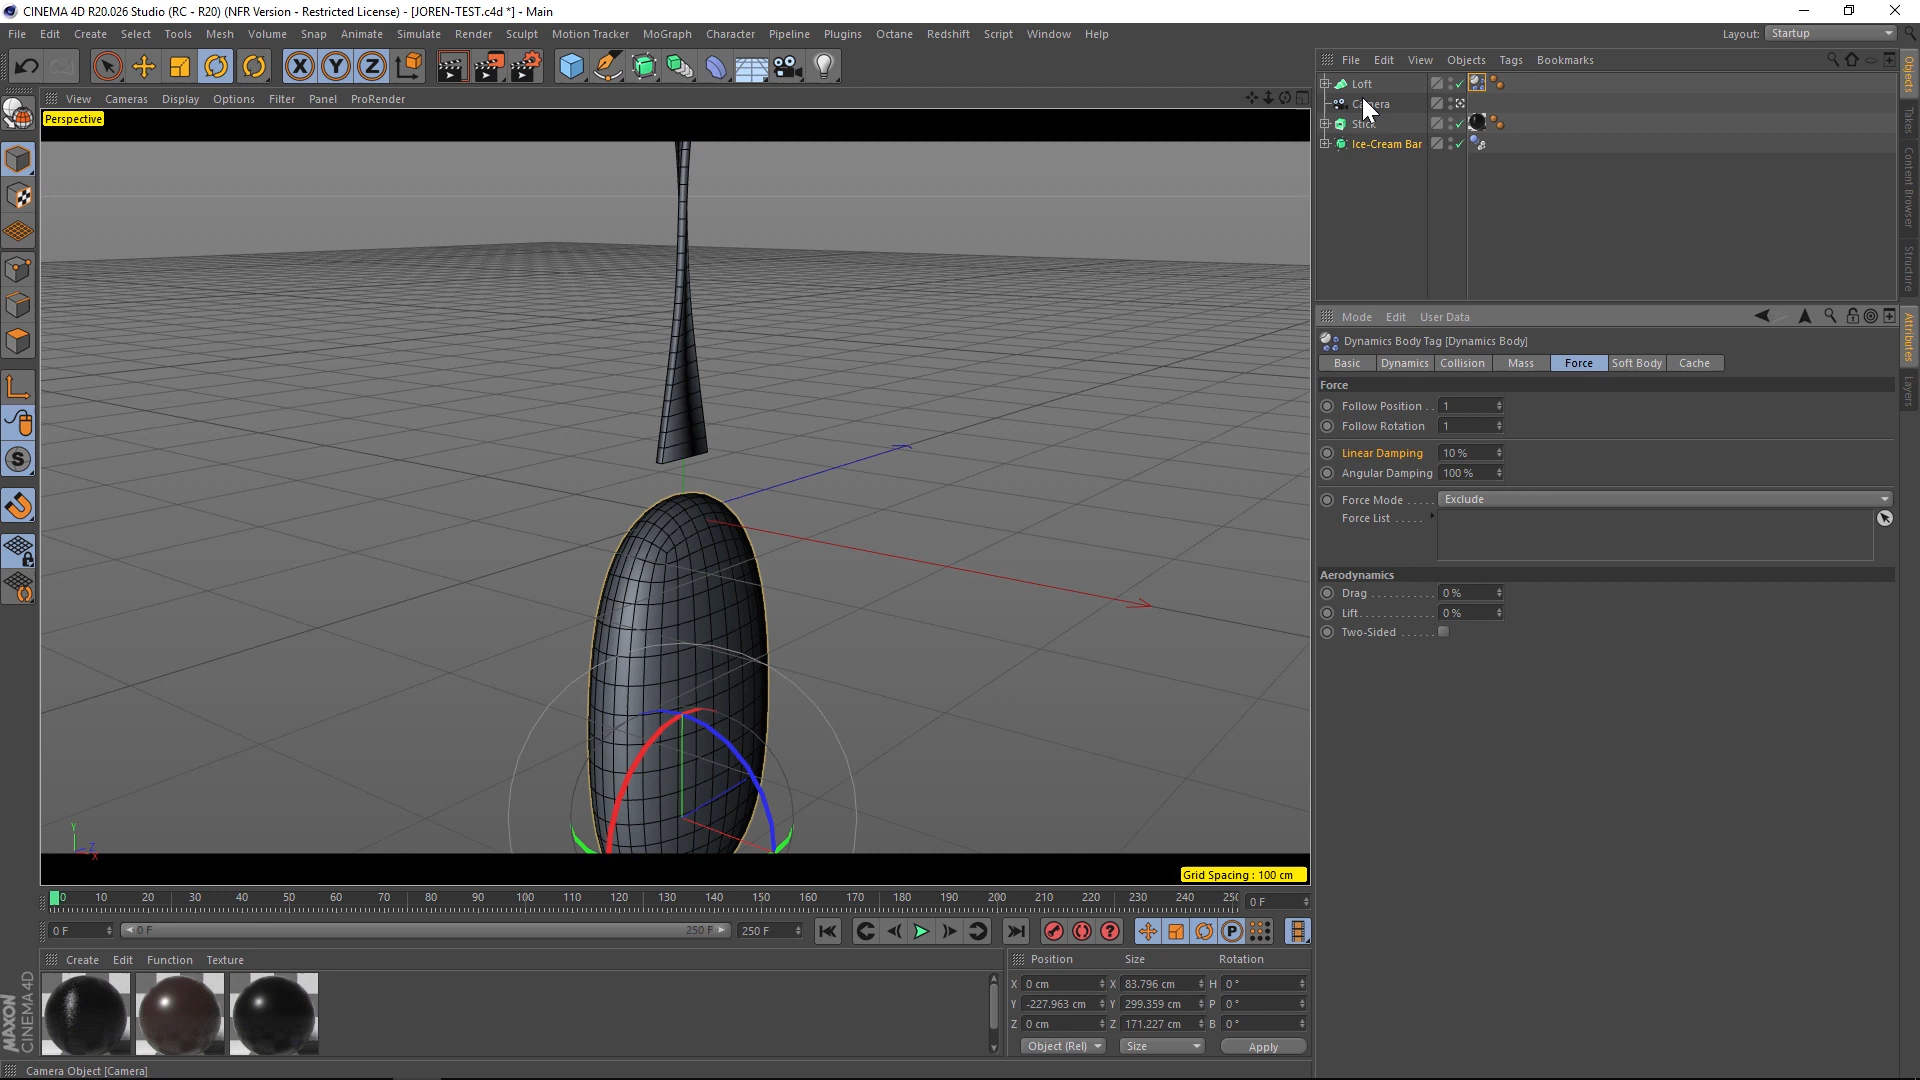 CINEMA 4D R20.026 Studio (RC - R20) (NFR Version - Restricted License) - [JOREN-TEST.c4d *] - Main
File Edit Create Select Tools Mesh Volume Snap Animate Simulate Render Sculpt Motion Tracker MoGraph Character Pipeline Plugins Octane Redshift Script Window Help Layout: Startup
X Y Z
File Edit View Objects Tags Bookmarks
Loft
Camera
Stick
Ice-Cream Bar
View Cameras Display Options Filter Panel ProRender
Perspective
Grid Spacing : 100 cm
Y
Z
X
Objects
Takes
Content Browser
Structure
Attributes
Layers
Mode Edit User Data
Dynamics Body Tag [Dynamics Body]
Basic Dynamics Collision Mass Force Soft Body Cache
Force
Follow Position . . 1
Follow Rotation 1
Linear Damping 10 %
Angular Damping 100 %
Force Mode . . . . . Exclude
Force List . . . . .
Aerodynamics
Drag . . . . . . . . . . . 0 %
Lift. . . . . . . . . . . . . 0 %
Two-Sided . . . . . .
0 10 20 30 40 50 60 70 80 90 100 110 120 130 140 150 160 170 180 190 200 210 220 230 240 250 0 F
0 F 0 F 250 F 250 F
Create Edit Function Texture
Position Size Rotation
X 0 cm X 83.796 cm H 0 °
Y -227.963 cm Y 299.359 cm P 0 °
Z 0 cm Z 171.227 cm B 0 °
Object (Rel) Size Apply
MAXON
CINEMA 4D
Camera Object [Camera]